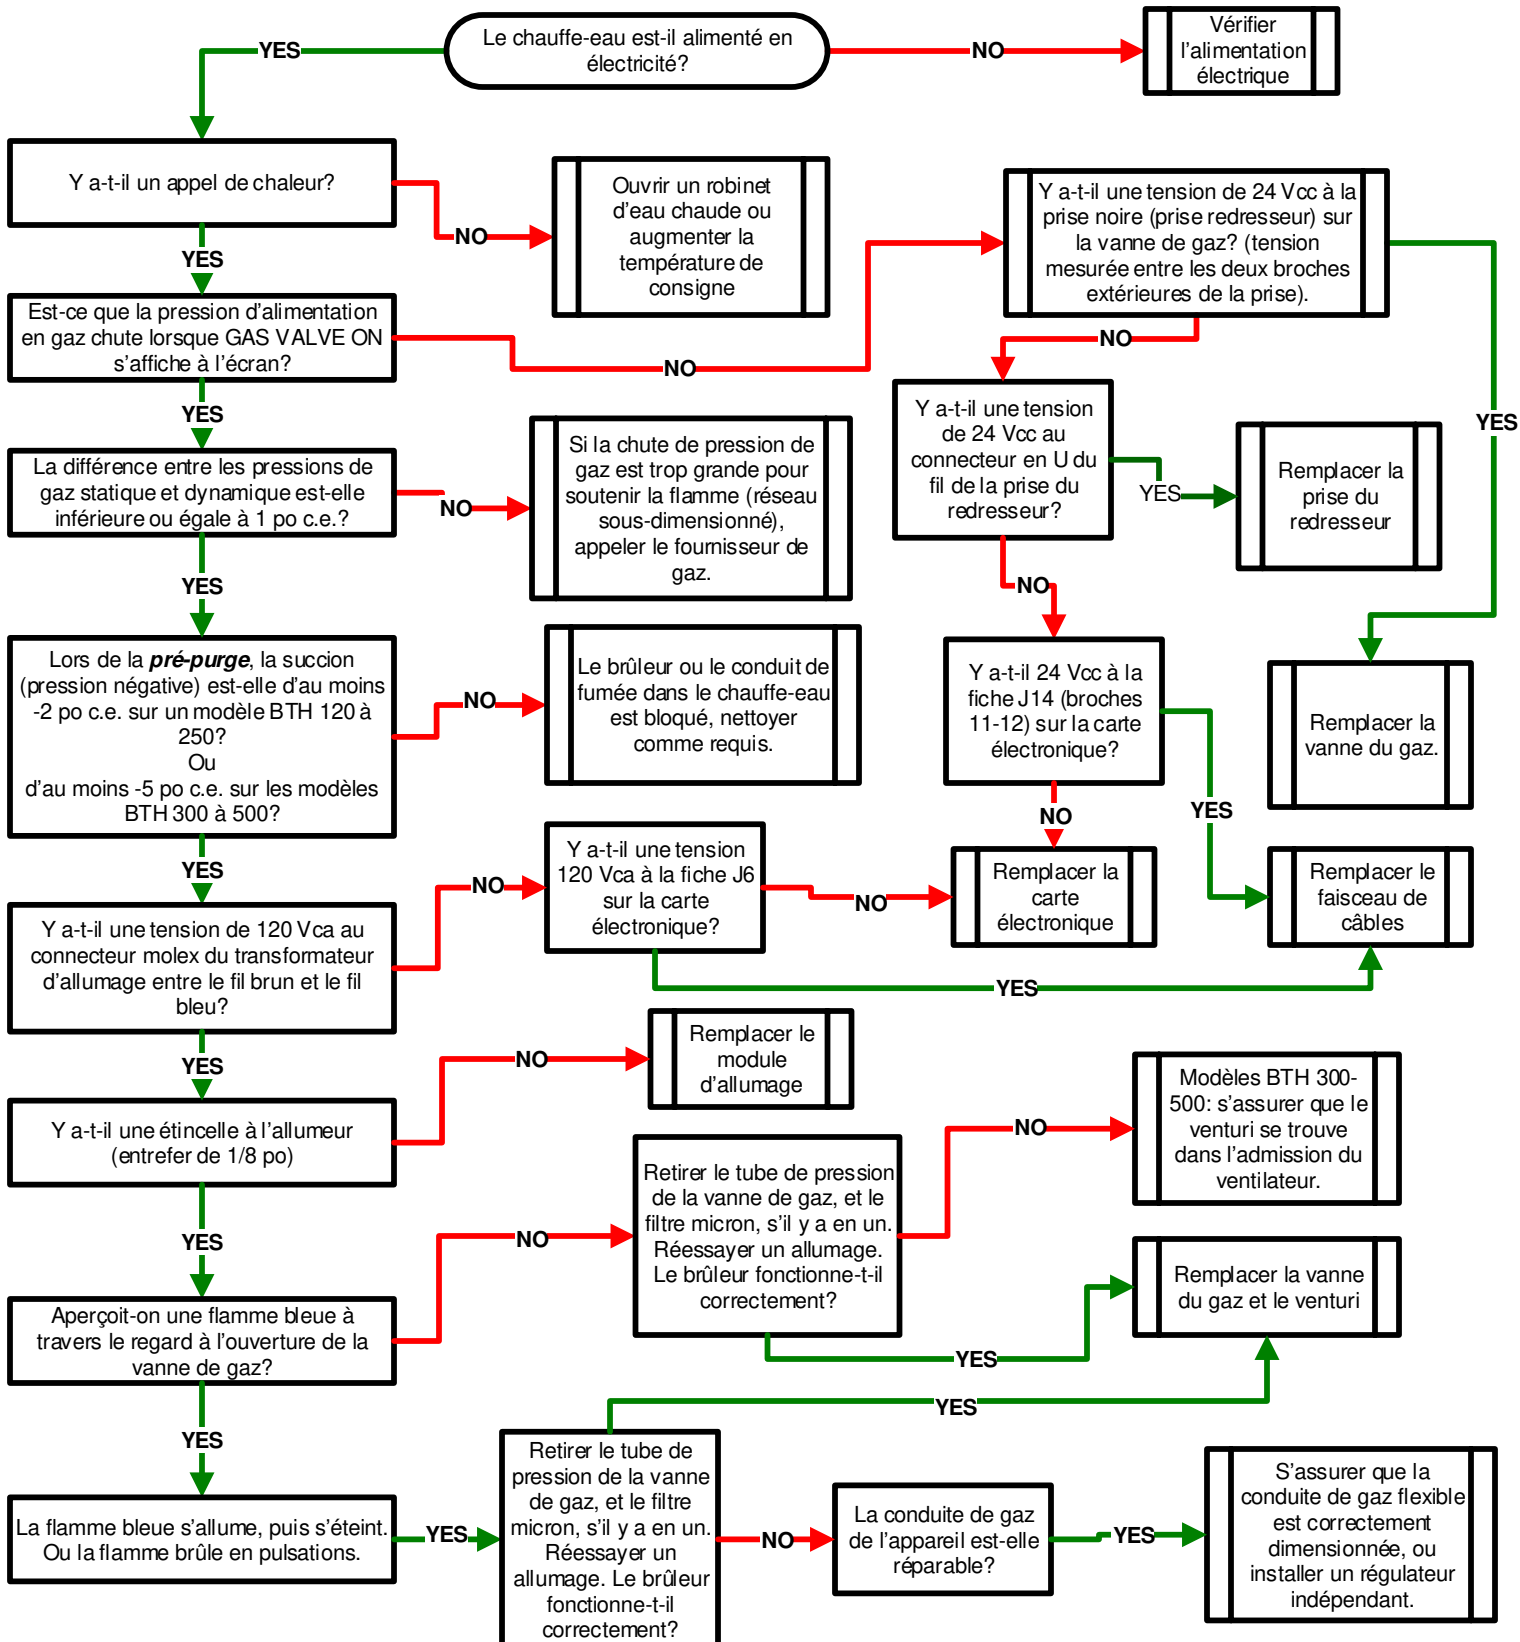 Le chauffe-eau est-il alimenté en
électricité?
YES
NO
Vérifier
l'alimentation
électrique
Y a-t-il un appel de chaleur?
NO
Ouvrir un robinet
d'eau chaude ou
augmenter la
température de
consigne
YES
Est-ce que la pression d'alimentation
en gaz chute lorsque GAS VALVE ON
s'affiche à l'écran?
NO
Y a-t-il une tension de 24 Vcc à la
prise noire (prise redresseur) sur
la vanne de gaz? (tension
mesurée entre les deux broches
extérieures de la prise).
NO
YES
Y a-t-il une tension
de 24 Vcc au
connecteur en U du
fil de la prise du
redresseur?
YES
Remplacer la
prise du
redresseur
NO
Y a-t-il 24 Vcc à la
fiche J14 (broches
11-12) sur la carte
électronique?
YES
NO
Remplacer la
vanne du gaz.
YES
La différence entre les pressions de
gaz statique et dynamique est-elle
inférieure ou égale à 1 po c.e.?
NO
Si la chute de pression de
gaz est trop grande pour
soutenir la flamme (réseau
sous-dimensionné),
appeler le fournisseur de
gaz.
YES
Lors de la pré-purge, la succion
(pression négative) est-elle d'au moins
-2 po c.e. sur un modèle BTH 120 à
250?
Ou
d'au moins -5 po c.e. sur les modèles
BTH 300 à 500?
NO
Le brûleur ou le conduit de
fumée dans le chauffe-eau
est bloqué, nettoyer
comme requis.
YES
Y a-t-il une tension de 120 Vca au
connecteur molex du transformateur
d'allumage entre le fil brun et le fil
bleu?
NO
Y a-t-il une tension
120 Vca à la fiche J6
sur la carte
électronique?
NO
Remplacer la
carte
électronique
YES
Remplacer le
faisceau de
câbles
YES
Y a-t-il une étincelle à l'allumeur
(entrefer de 1/8 po)
NO
Remplacer le
module
d'allumage
YES
Aperçoit-on une flamme bleue à
travers le regard à l'ouverture de la
vanne de gaz?
NO
Retirer le tube de pression
de la vanne de gaz, et le
filtre micron, s'il y a en un.
Réessayer un allumage.
Le brûleur fonctionne-t-il
correctement?
NO
Modèles BTH 300-
500: s'assurer que le
venturi se trouve
dans l'admission du
ventilateur.
YES
Remplacer la vanne
du gaz et le venturi
YES
La flamme bleue s'allume, puis s'éteint.
Ou la flamme brûle en pulsations.
YES
Retirer le tube de
pression de la vanne
de gaz, et le filtre
micron, s'il y a en un.
Réessayer un
allumage. Le brûleur
fonctionne-t-il
correctement?
YES
NO
La conduite de gaz
de l'appareil est-elle
réparable?
YES
S'assurer que la
conduite de gaz flexible
est correctement
dimensionnée, ou
installer un régulateur
indépendant.